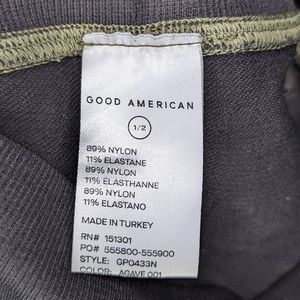 GOOD AMERICAN
1/2
89% NYLON
11% ELASTANE
89% NYLON
11% ELASTHANNE
89% NYLON
11% ELASTANO
MADE IN TURKEY
RN# 151301
PO# 555800-555900
STYLE: GP0433N
COLOR: AGAVE 001